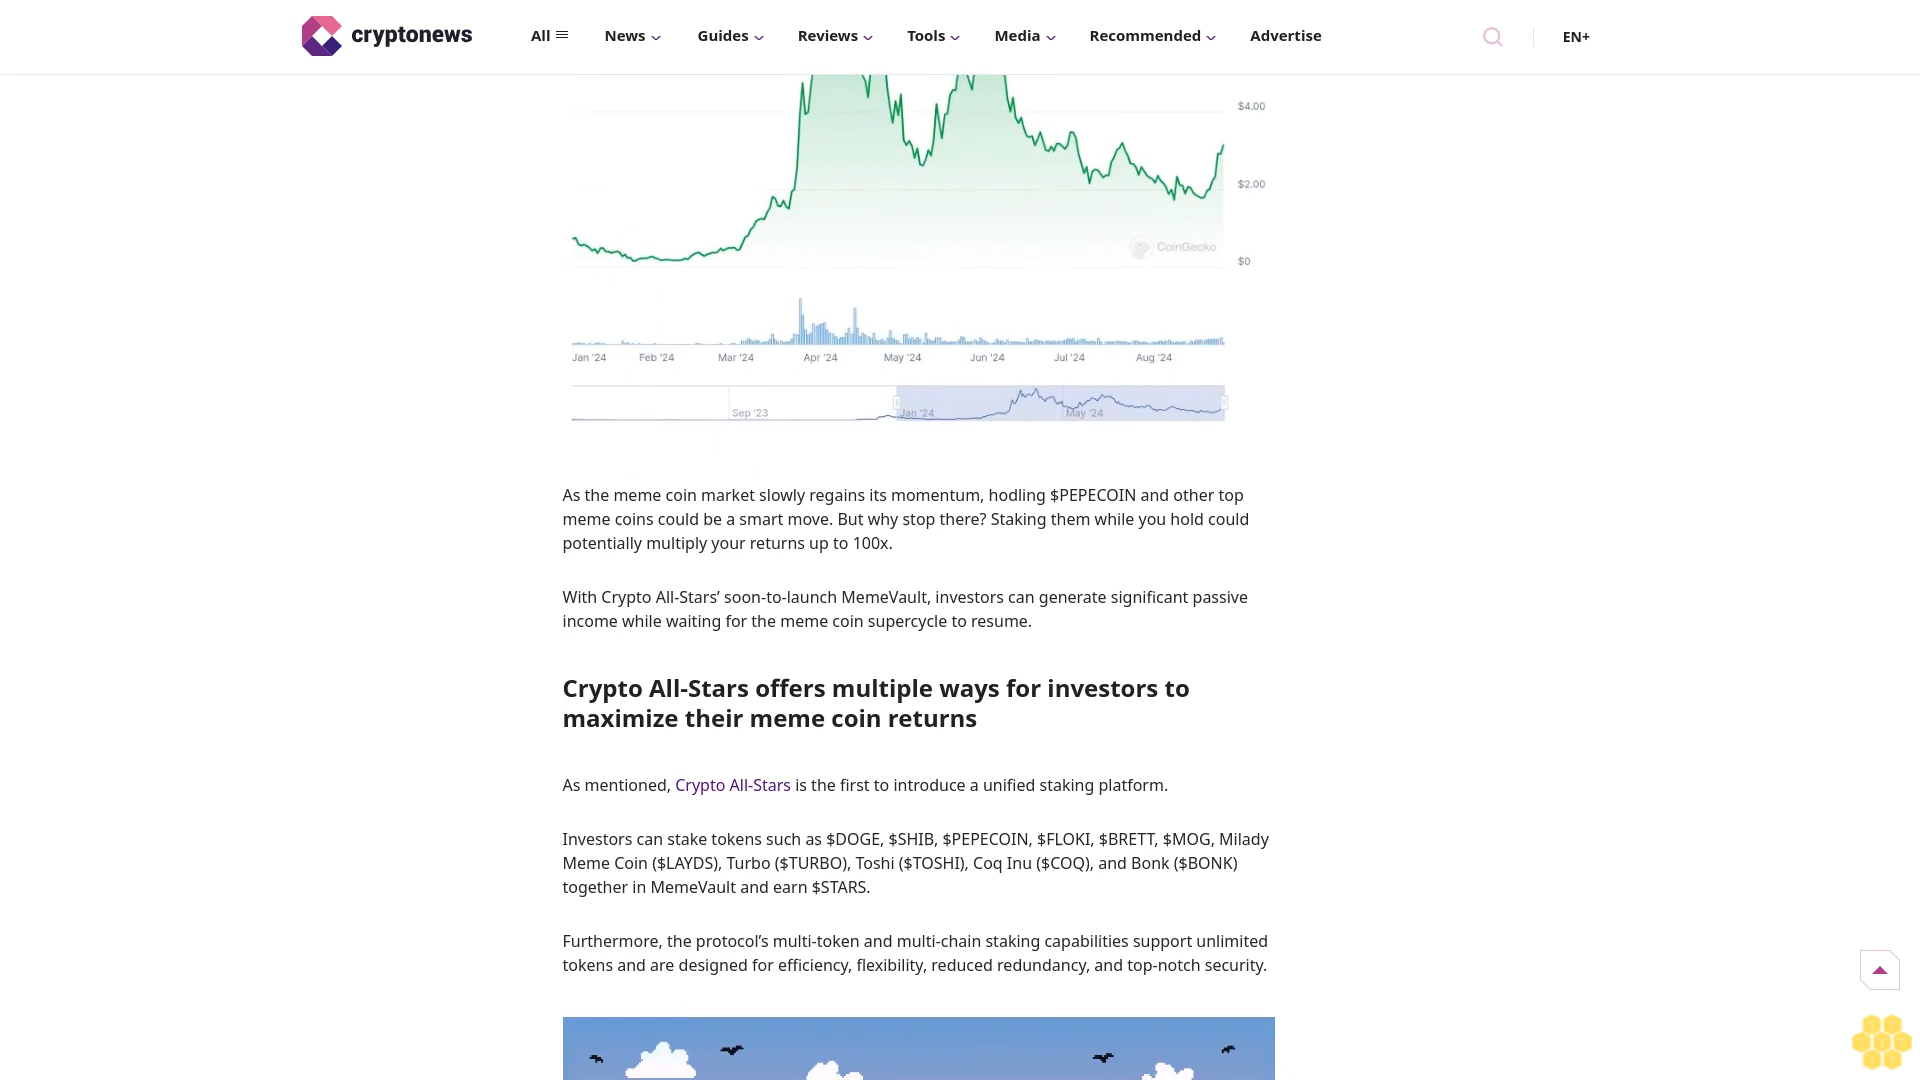 cryptonews
All News Guides Reviews Tools Media Recommended Advertise EN+
$4.00
$2.00
CoinGecko
$0
Jan '24 Feb '24 Mar '24 Apr '24 May '24 Jun '24 Jul '24 Aug '24
Sep '23 Jan '24 May '24
As the meme coin market slowly regains its momentum, hodling $PEPECOIN and other top
meme coins could be a smart move. But why stop there? Staking them while you hold could
potentially multiply your returns up to 100x.
With Crypto All-Stars’ soon-to-launch MemeVault, investors can generate significant passive
income while waiting for the meme coin supercycle to resume.
Crypto All-Stars offers multiple ways for investors to
maximize their meme coin returns
As mentioned, Crypto All-Stars is the first to introduce a unified staking platform.
Investors can stake tokens such as $DOGE, $SHIB, $PEPECOIN, $FLOKI, $BRETT, $MOG, Milady
Meme Coin ($LAYDS), Turbo ($TURBO), Toshi ($TOSHI), Coq Inu ($COQ), and Bonk ($BONK)
together in MemeVault and earn $STARS.
Furthermore, the protocol’s multi-token and multi-chain staking capabilities support unlimited
tokens and are designed for efficiency, flexibility, reduced redundancy, and top-notch security.